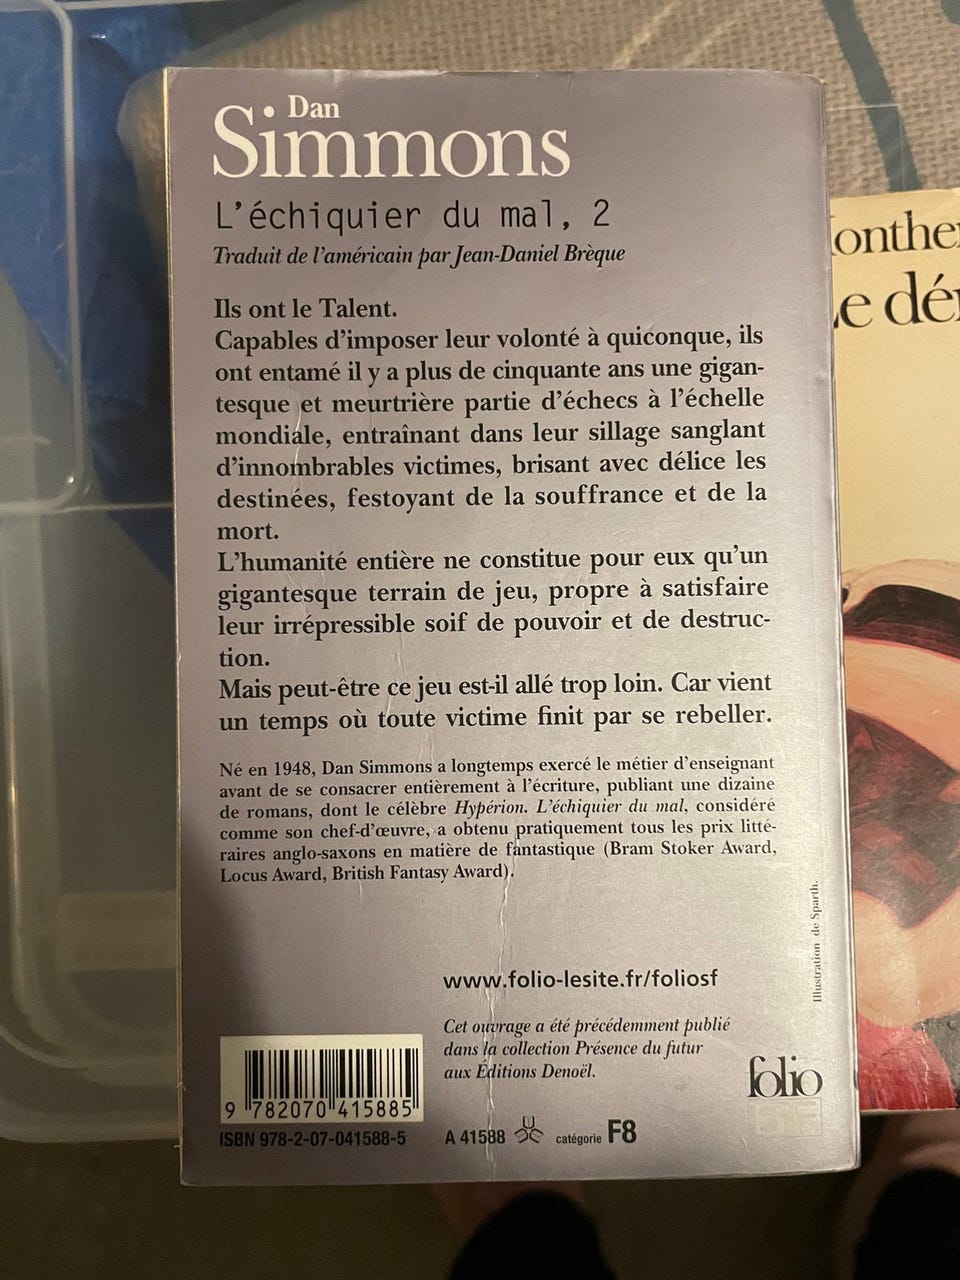 Dan
Simmons
L'échiquier du mal, 2
Traduit de l'américain par Jean-Daniel Brèque
Ils ont le Talent.
Capables d'imposer leur volonté à quiconque, ils
ont entamé il y a plus de cinquante ans une gigan-
tesque et meurtrière partie d'échecs à l'échelle
mondiale, entraînant dans leur sillage sanglant
d'innombrables victimes, brisant avec délice les
destinées, festoyant de la souffrance et de la
mort.
L'humanité entière ne constitue pour eux qu'un
gigantesque terrain de jeu, propre à satisfaire
leur irrépressible soif de pouvoir et de destruc-
tion.
Mais peut-être ce jeu est-il allé trop loin. Car vient
un temps où toute victime finit par se rebeller.
Né en 1948, Dan Simmons a longtemps exercé le métier d'enseignant
avant de se consacrer entièrement à l'écriture, publiant une dizaine
de romans, dont le célèbre Hypérion. L'échiquier du mal, considéré
comme son chef-d'œuvre, a obtenu pratiquement tous les prix litté-
raires anglo-saxons en matière de fantastique (Bram Stoker Award,
Locus Award, British Fantasy Award).
Illustration de Sparth.
www.folio-lesite.fr/foliosf
Cet ouvrage a été précédemment publié
dans la collection Présence du futur
aux Éditions Denoël.
folio
SF
9 782070 415885
ISBN 978-2-07-041588-5
A 41588
catégorie F8
onthe
e dé